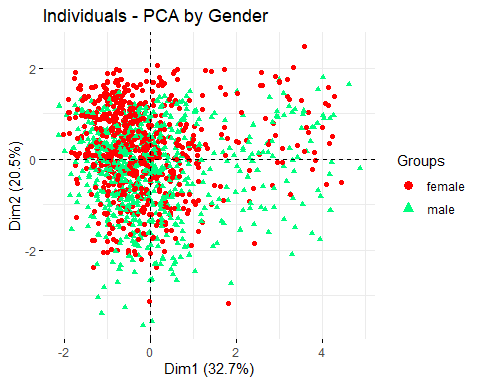 Individuals - PCA by Gender
2
0
-2
-2
0
2
4
Dim2 (20.5%)
Dim1 (32.7%)
Groups
female
male